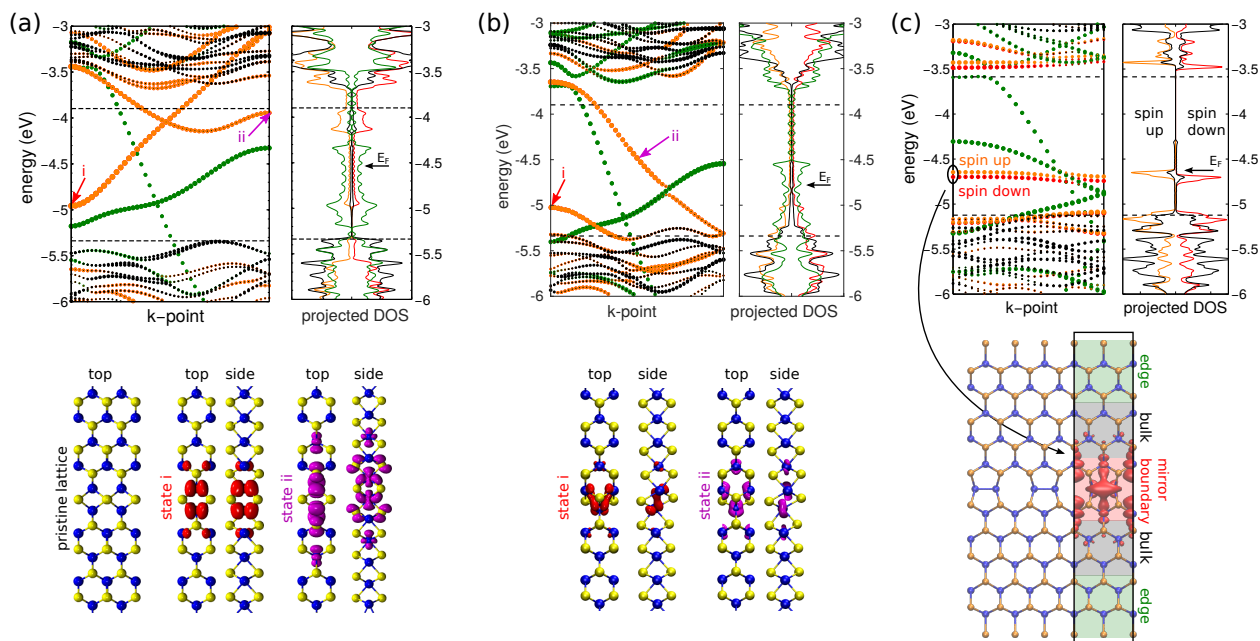 (a)
energy (eV)
-3
-3.5
-4
-4.5
-5
-5.5
-6
i
ii
k-point
-3
-3.5
-4
-4.5
-5
-5.5
-6
E_F
projected DOS
top
top
side
top
side
pristine lattice
state i
state ii
(b)
energy (eV)
-3
-3.5
-4
-4.5
-5
-5.5
-6
i
ii
k-point
-3
-3.5
-4
-4.5
-5
-5.5
-6
E_F
projected DOS
top
side
top
side
state i
state ii
(c)
energy (eV)
-3
-3.5
-4
-4.5
-5
-5.5
-6
spin up
spin down
k-point
-3
-3.5
-4
-4.5
-5
-5.5
-6
spin
up
spin
down
E_F
projected DOS
edge
bulk
mirror
boundary
bulk
edge